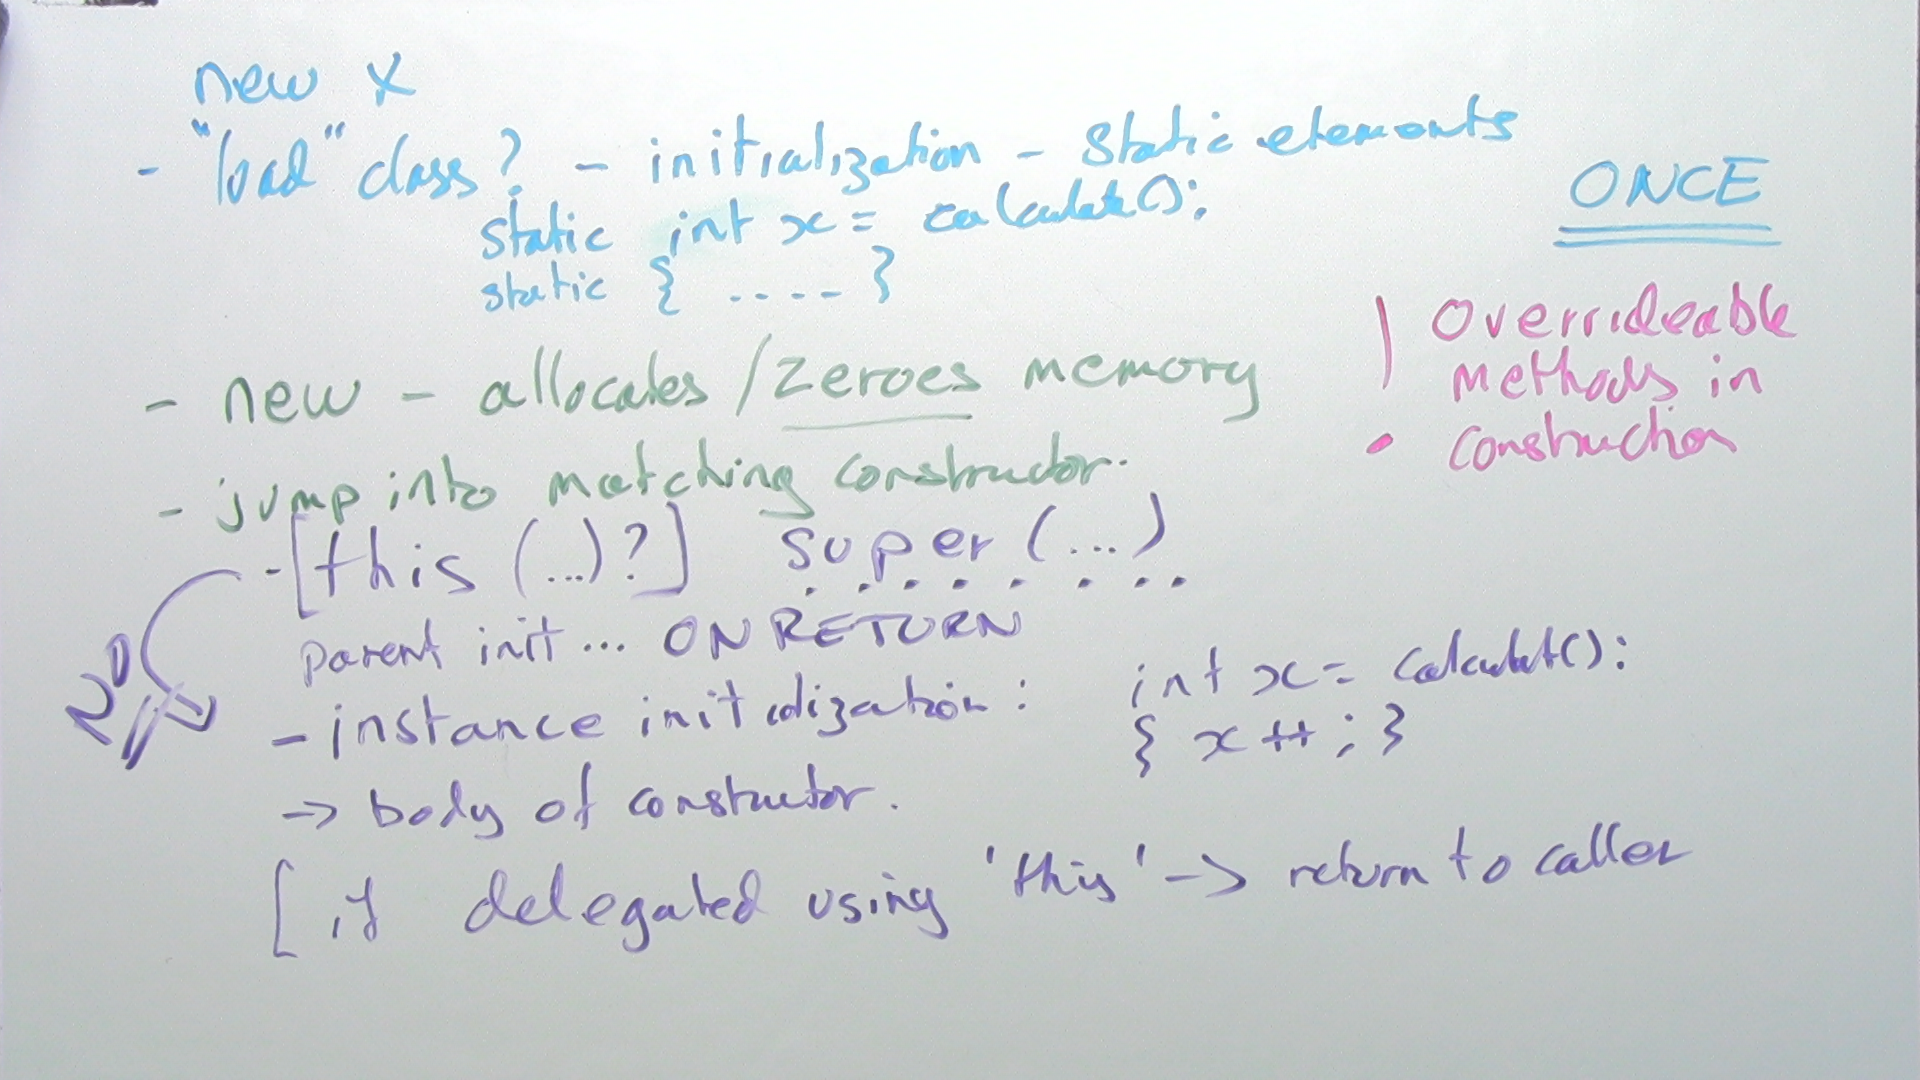 new X
- "load" class? - initialization - static elements
static int x = calculate();
static { .... }
ONCE
! Overrideable
methods in
construction
- new - allocates / zeroes memory
- jump into matching constructor.
- [this (...)?] super (...)
NO
parent init... ON RETURN
- instance initialization: int x = calculate();
{ x++; }
-> body of constructor.
[ if delegated using 'this' -> return to caller